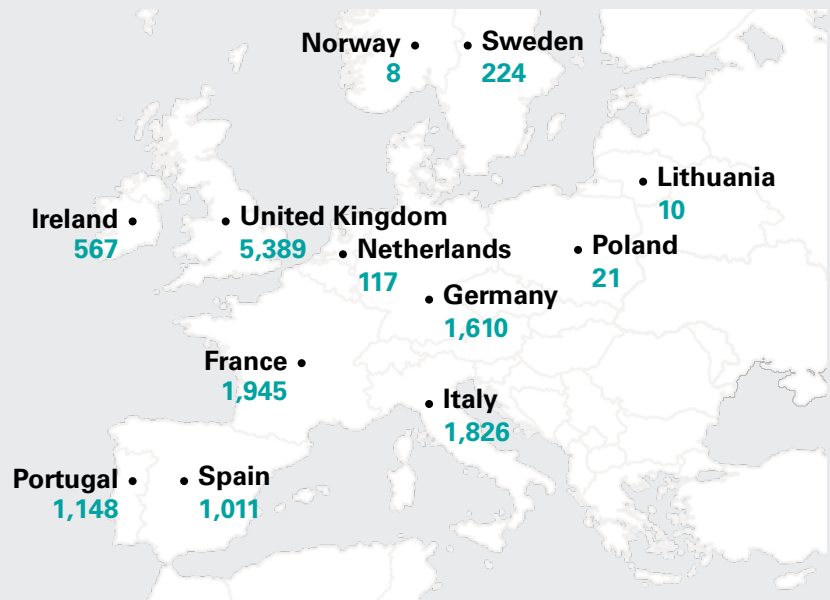 Norway
8
Sweden
224
Lithuania
10
Ireland
567
United Kingdom
5,389
Netherlands
117
Poland
21
Germany
1,610
France
1,945
Italy
1,826
Portugal
1,148
Spain
1,011